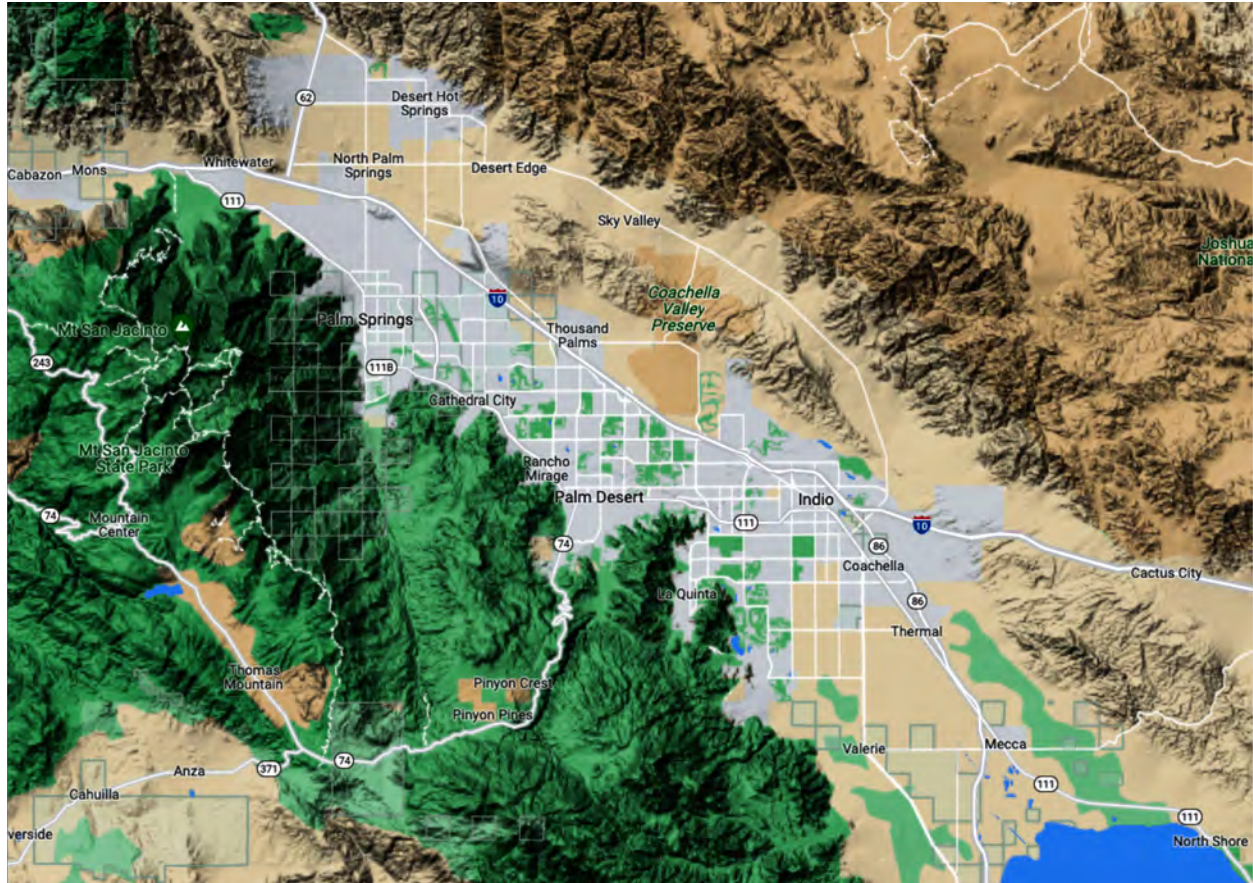 62
Desert Hot
Springs
Whitewater
North Palm
Springs
Mons
Cabazon
Desert Edge
111
Sky Valley
Joshua
National
10
Coachella
Valley
Preserve
Palm Springs
Mt San Jacinto
Thousand
Palms
243
111B
Cathedral City
Mt San Jacinto
State Park
Rancho
Mirage
Palm Desert
Indio
74
Mountain
Center
111
10
74
86
Coachella
Cactus City
La Quinta
86
Thermal
Thomas
Mountain
Pinyon Crest
Pinyon Pines
Valerie
Mecca
74
371
Anza
111
Cahuilla
111
verside
North Shore